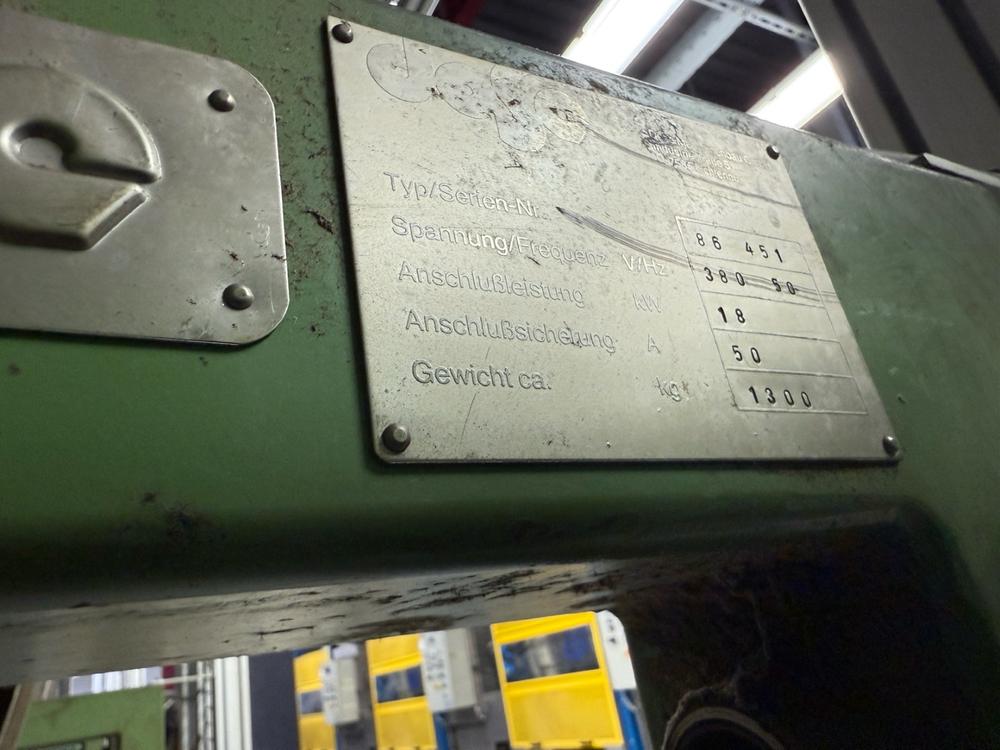 Typ/Serien-Nr. 86 451
Spannung/Frequenz V/Hz 380 50
Anschlußleistung kW 18
Anschlußsicherung A 50
Gewicht ca. kg 1300